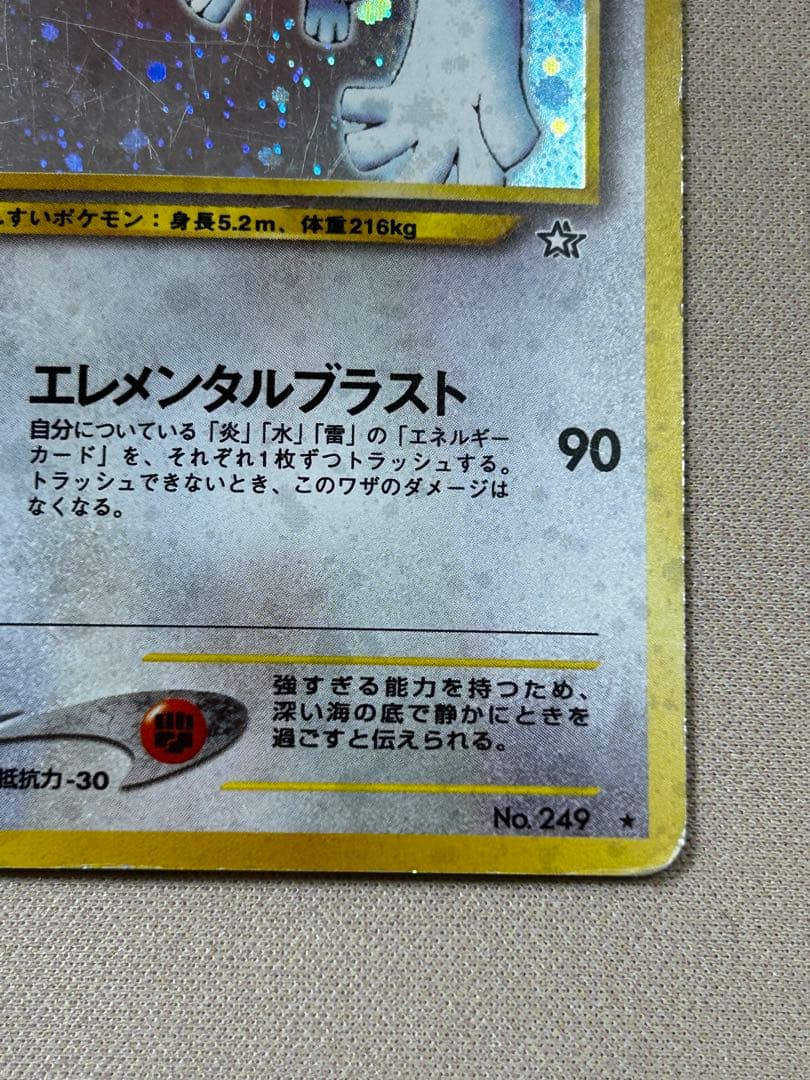 すいポケモン：身長5.2m、体重216kg
エレメンタルブラスト
自分についている「炎」「水」「雷」の「エネルギー
カード」を、それぞれ1枚ずつトラッシュする。
トラッシュできないとき、このワザのダメージは
なくなる。
90
強すぎる能力を持つため、
深い海の底で静かにときを
過ごすと伝えられる。
抵抗力-30
No. 249 ★